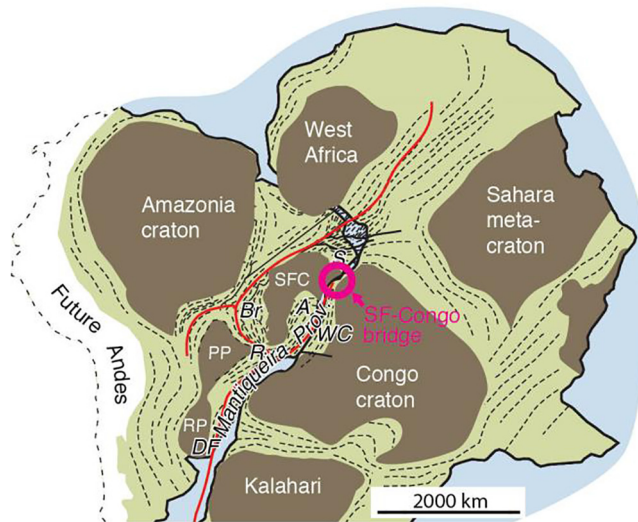 West
Africa
Amazonia
craton
Sahara
meta-
craton
S
SFC
Br
A
SF-Congo
bridge
WC
Future
Andes
PP
R
Mantiqueira Prov
Congo
craton
RP
DF
Kalahari
2000 km